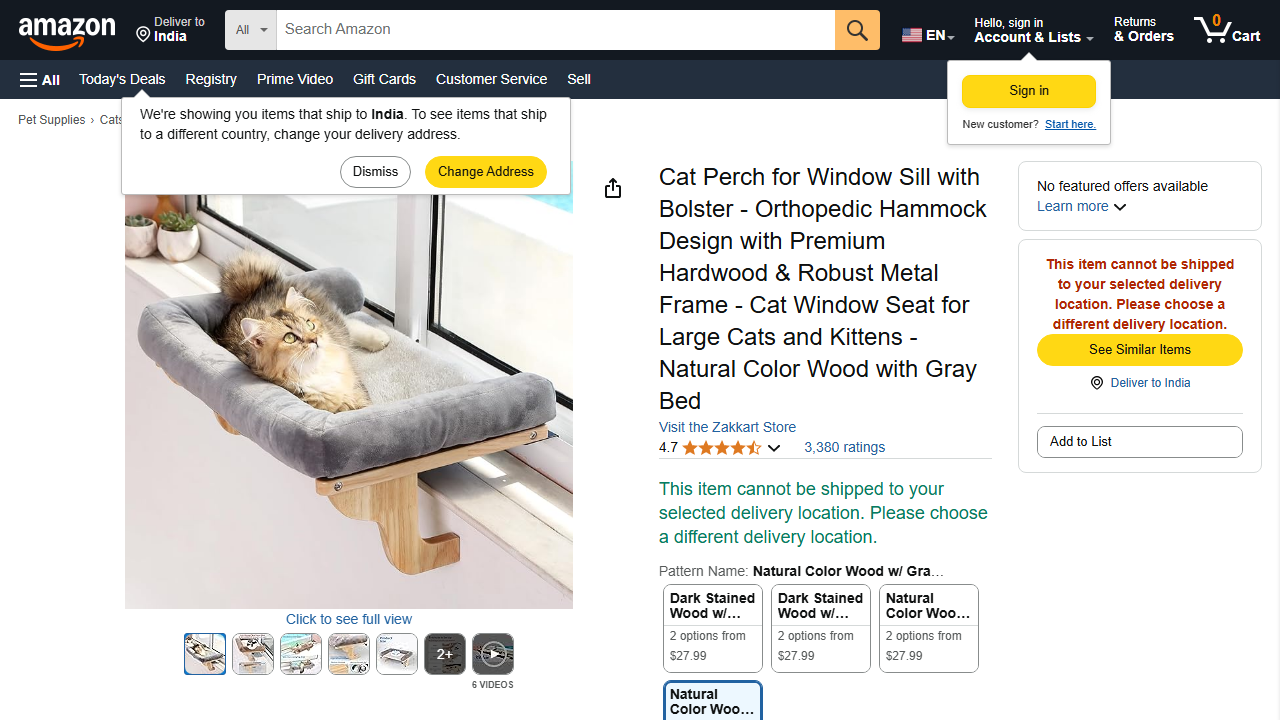 amazon
Deliver to
India
All
Search Amazon
EN
Hello, sign in
Account & Lists
Returns
& Orders
0
Cart
All
Today's Deals
Registry
Prime Video
Gift Cards
Customer Service
Sell
Sign in
New customer? Start here.
We're showing you items that ship to India. To see items that ship
to a different country, change your delivery address.
Dismiss
Change Address
Pet Supplies › Cats
Cat Perch for Window Sill with
Bolster - Orthopedic Hammock
Design with Premium
Hardwood & Robust Metal
Frame - Cat Window Seat for
Large Cats and Kittens -
Natural Color Wood with Gray
Bed
Visit the Zakkart Store
4.7
3,380 ratings
This item cannot be shipped to your
selected delivery location. Please choose
a different delivery location.
Pattern Name: Natural Color Wood w/ Gra…
Dark Stained
Wood w/…
2 options from
$27.99
Dark Stained
Wood w/…
2 options from
$27.99
Natural
Color Woo…
2 options from
$27.99
Natural
Color Woo…
Click to see full view
2+
6 VIDEOS
No featured offers available
Learn more
This item cannot be shipped
to your selected delivery
location. Please choose a
different delivery location.
See Similar Items
Deliver to India
Add to List